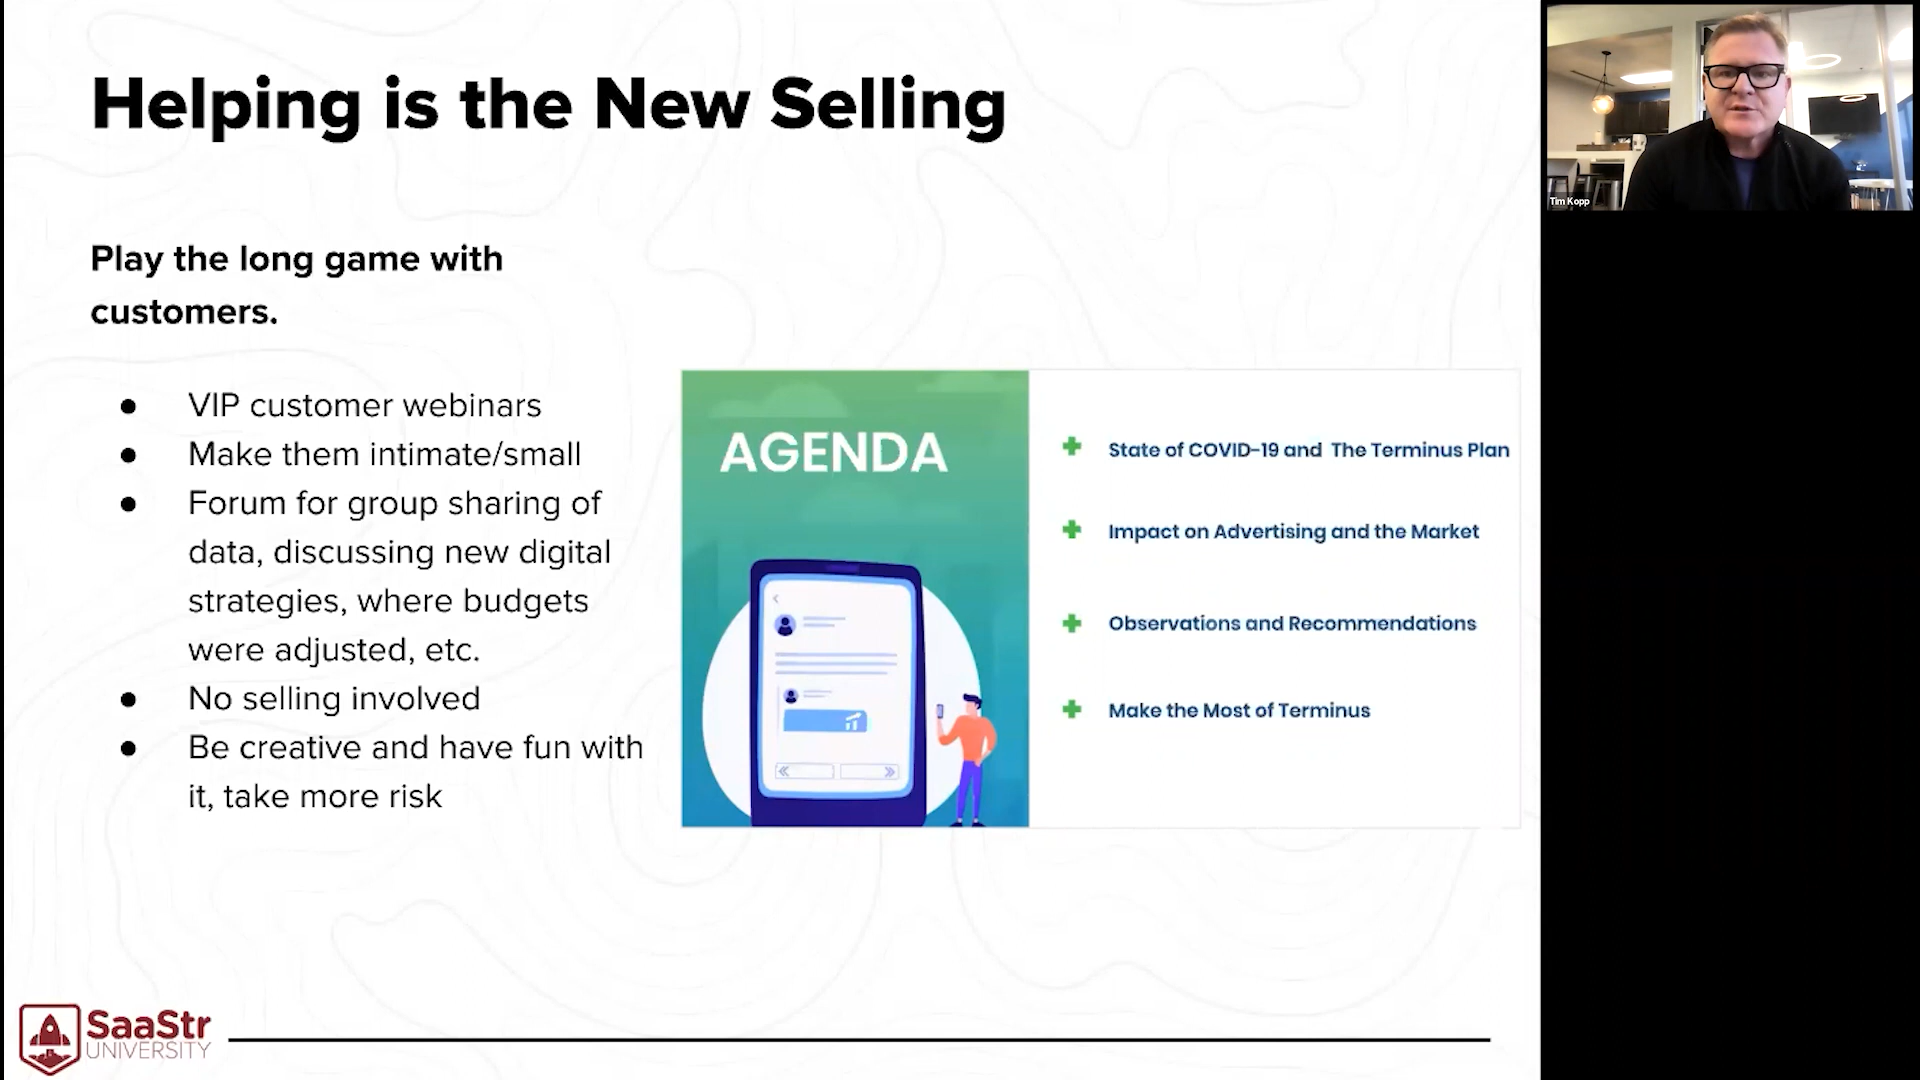 Helping is the New Selling
Play the long game with
customers.
● VIP customer webinars
● Make them intimate/small
● Forum for group sharing of
data, discussing new digital
strategies, where budgets
were adjusted, etc.
● No selling involved
● Be creative and have fun with
it, take more risk
AGENDA
State of COVID-19 and The Terminus Plan
Impact on Advertising and the Market
Observations and Recommendations
Make the Most of Terminus
Tim Kopp
SaaStr
UNIVERSITY